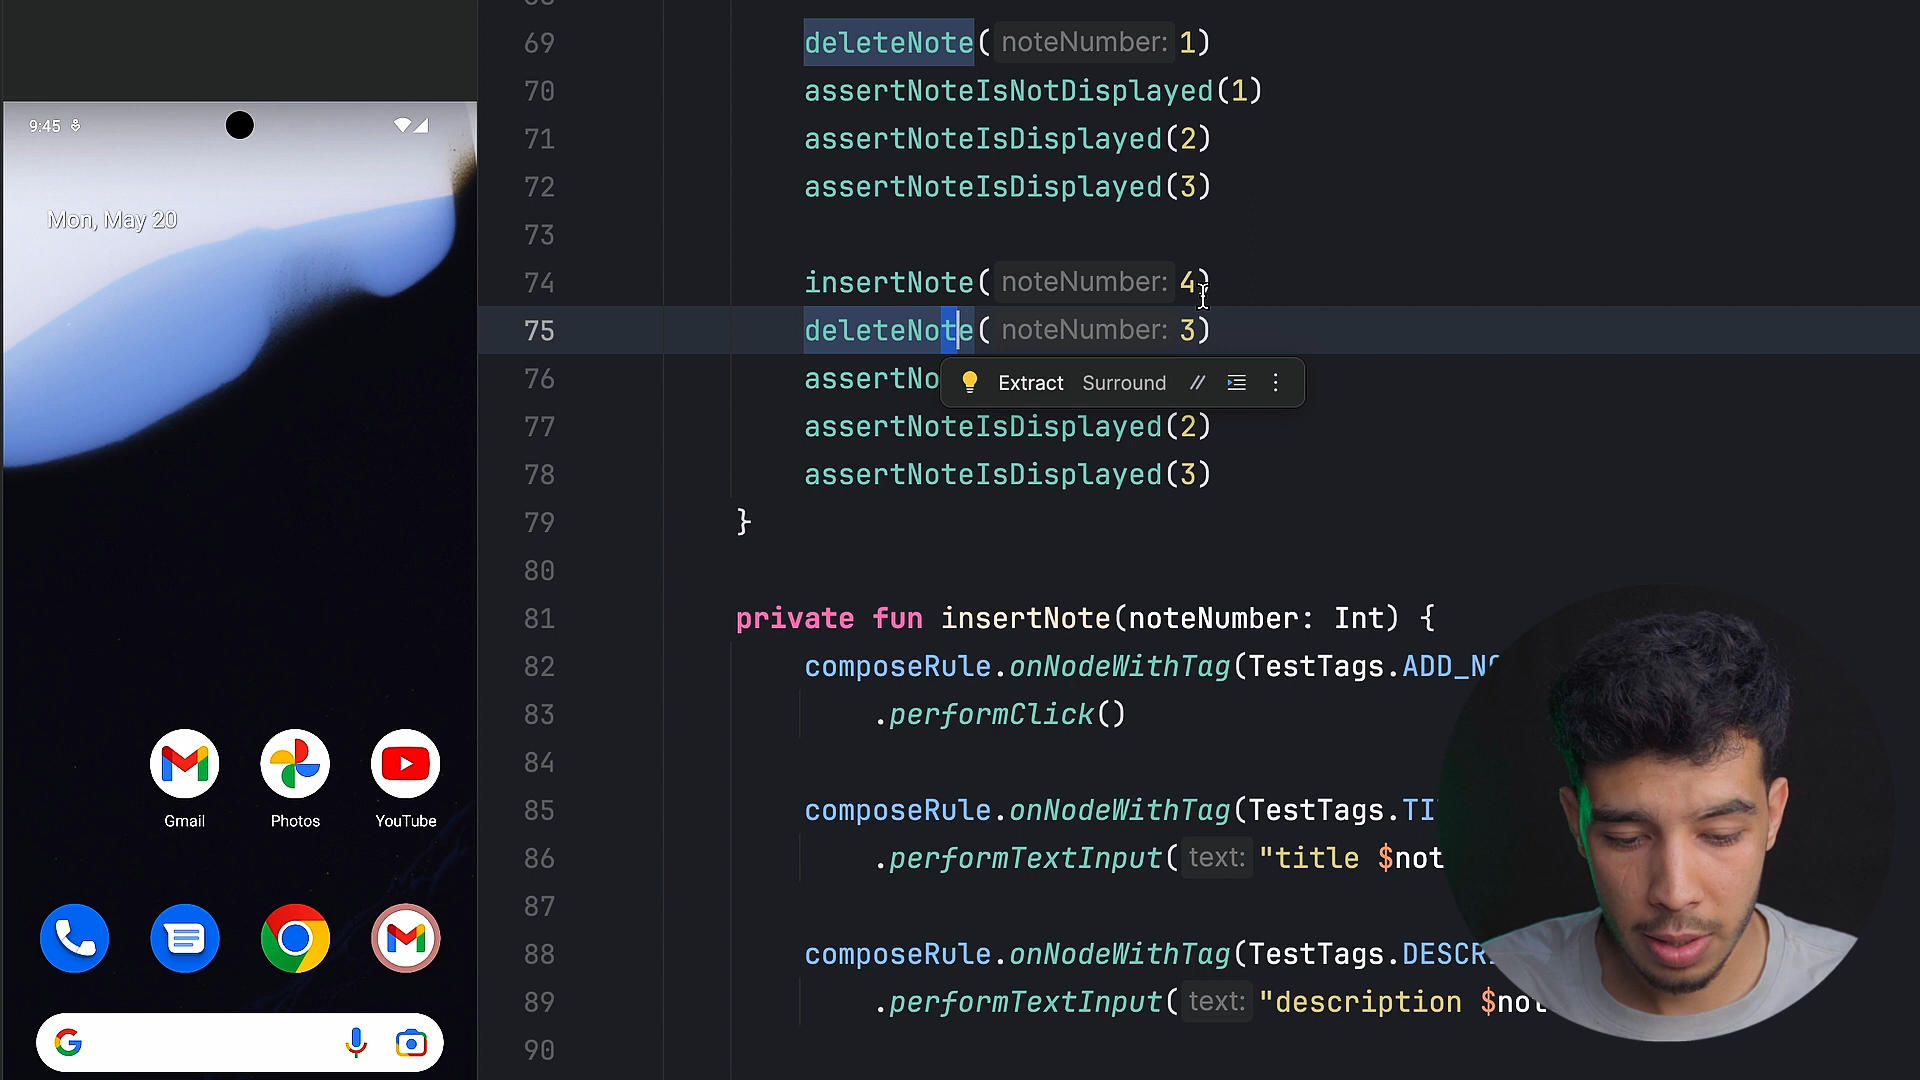 9:45
Mon, May 20
Gmail
Photos
YouTube
69 deleteNote( noteNumber: 1)
70 assertNoteIsNotDisplayed(1)
71 assertNoteIsDisplayed(2)
72 assertNoteIsDisplayed(3)
73
74 insertNote( noteNumber: 4)
75 deleteNote( noteNumber: 3)
76 assertNo
Extract Surround //
77 assertNoteIsDisplayed(2)
78 assertNoteIsDisplayed(3)
79 }
80
81 private fun insertNote(noteNumber: Int) {
82 composeRule.onNodeWithTag(TestTags.ADD_NO
83 .performClick()
84
85 composeRule.onNodeWithTag(TestTags.TI
86 .performTextInput( text: "title $not
87
88 composeRule.onNodeWithTag(TestTags.DESCR
89 .performTextInput( text: "description $not
90